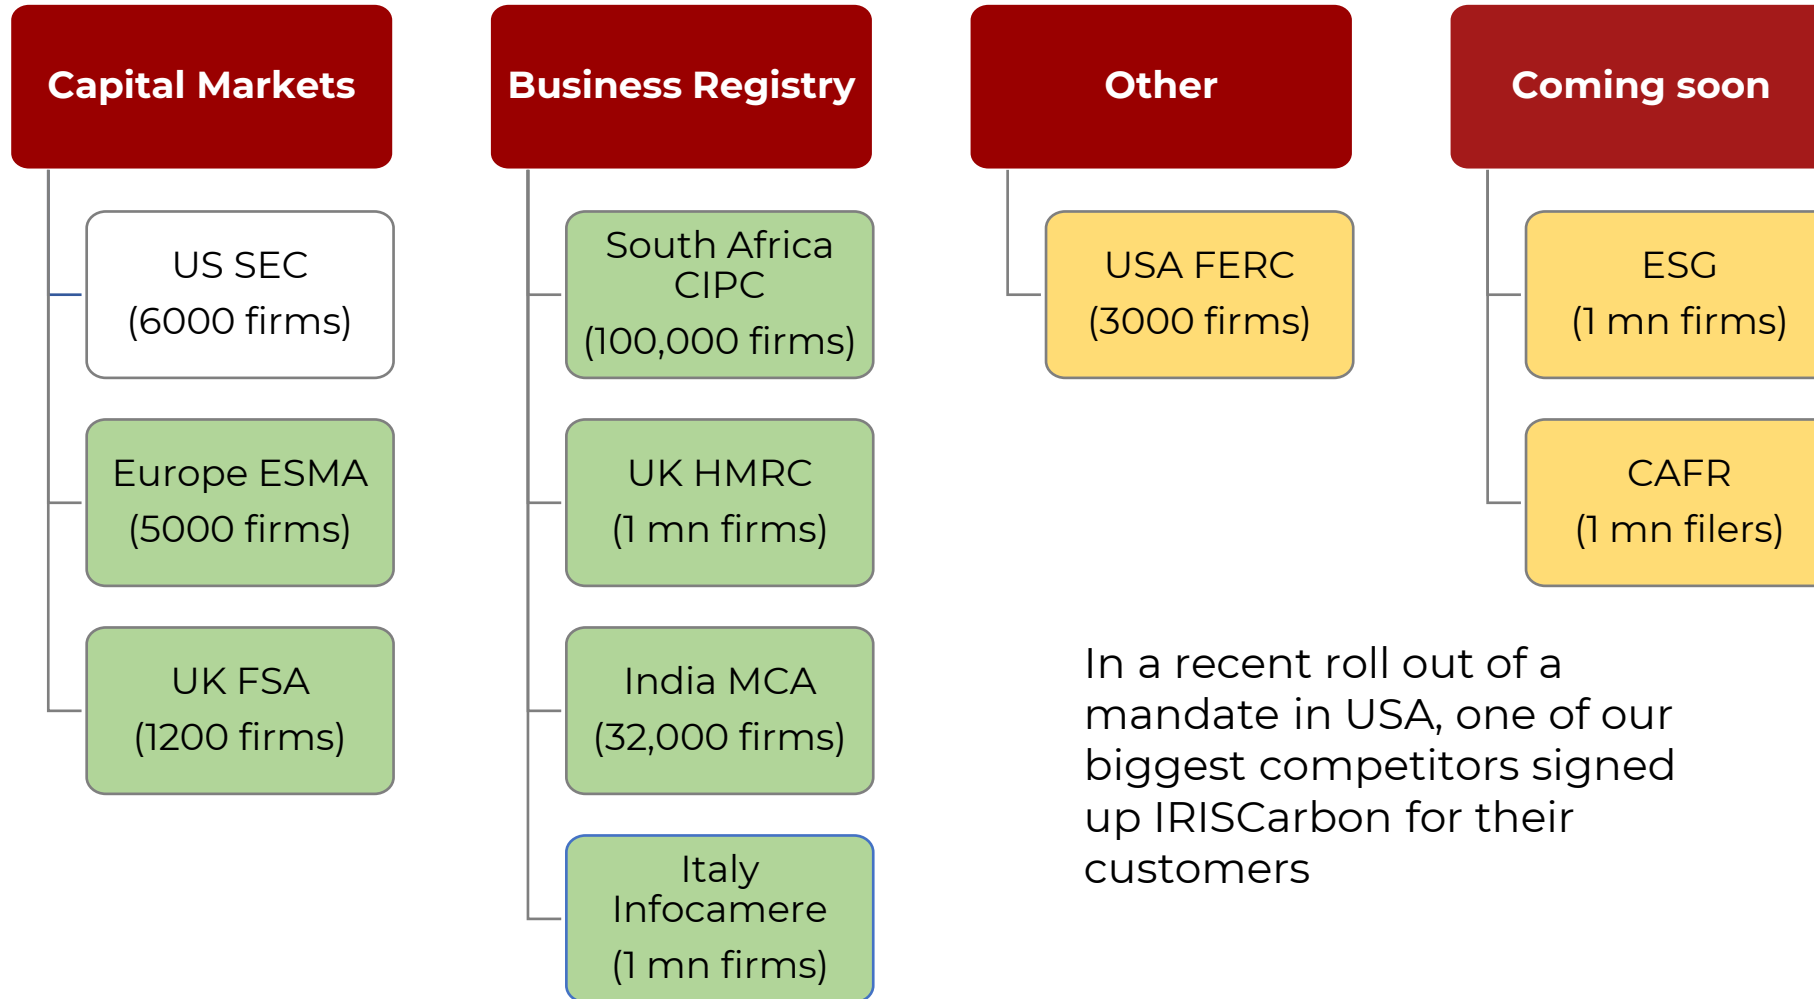 Capital Markets
US SEC
(6000 firms)
Europe ESMA
(5000 firms)
UK FSA
(1200 firms)
Business Registry
South Africa
CIPC
(100,000 firms)
UK HMRC
(1 mn firms)
India MCA
(32,000 firms)
Italy
Infocamere
(1 mn firms)
Other
USA FERC
(3000 firms)
Coming soon
ESG
(1 mn firms)
CAFR
(1 mn filers)
In a recent roll out of a
mandate in USA, one of our
biggest competitors signed
up IRISCarbon for their
customers